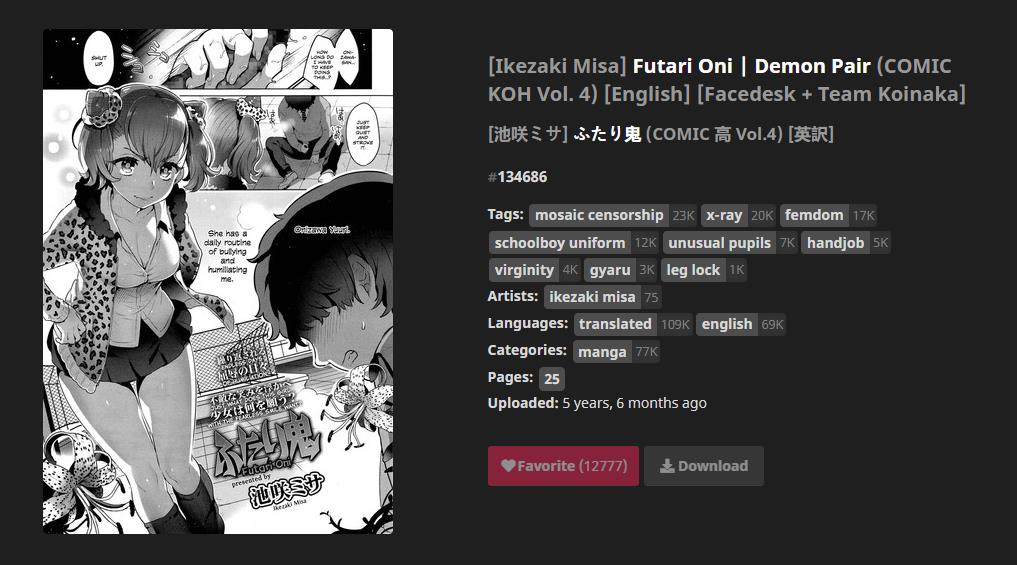 SHUT UP.
HOW LONG DO I HAVE TO KEEP DOING THIS..?
ONI-ZAWA-SAN...
JUST KEEP QUIET AND STROKE IT.
She has a
daily routine
of bullying
and
humiliating
me.
Onizawa Yuuri.
ふたり鬼
Futari Oni
presented by
池咲ミサ
Ikezaki Misa
[Ikezaki Misa] Futari Oni | Demon Pair (COMIC
KOH Vol. 4) [English] [Facedesk + Team Koinaka]
[池咲ミサ] ふたり鬼 (COMIC 高 Vol.4) [英訳]
#134686
Tags: mosaic censorship 23K x-ray 20K femdom 17K
schoolboy uniform 12K unusual pupils 7K handjob 5K
virginity 4K gyaru 3K leg lock 1K
Artists: ikezaki misa 75
Languages: translated 109K english 69K
Categories: manga 77K
Pages: 25
Uploaded: 5 years, 6 months ago
Favorite (12777) Download